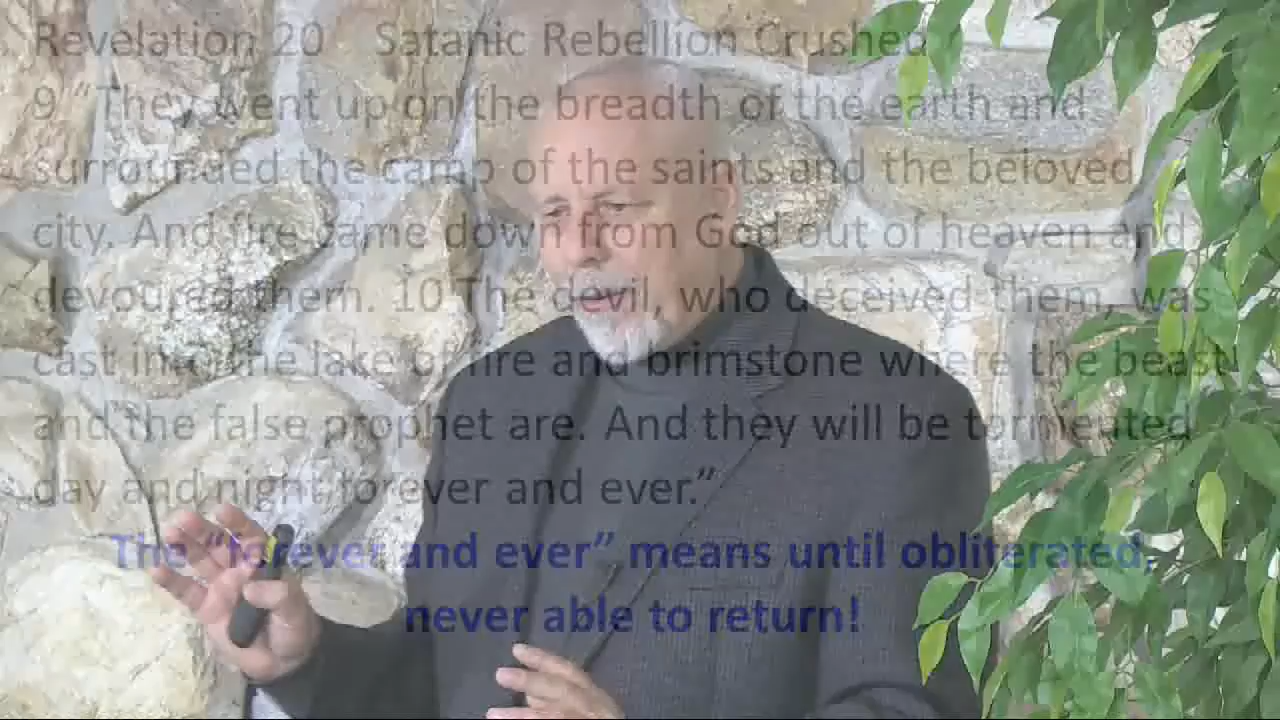 Revelation 20 Satanic Rebellion Crushed
9 “They went up on the breadth of the earth and
surrounded the camp of the saints and the beloved
city. And fire came down from God out of heaven and
devoured them. 10 The devil, who deceived them, was
cast into the lake of fire and brimstone where the beast
and the false prophet are. And they will be tormented
day and night forever and ever.”
The “forever and ever” means until obliterated,
never able to return!